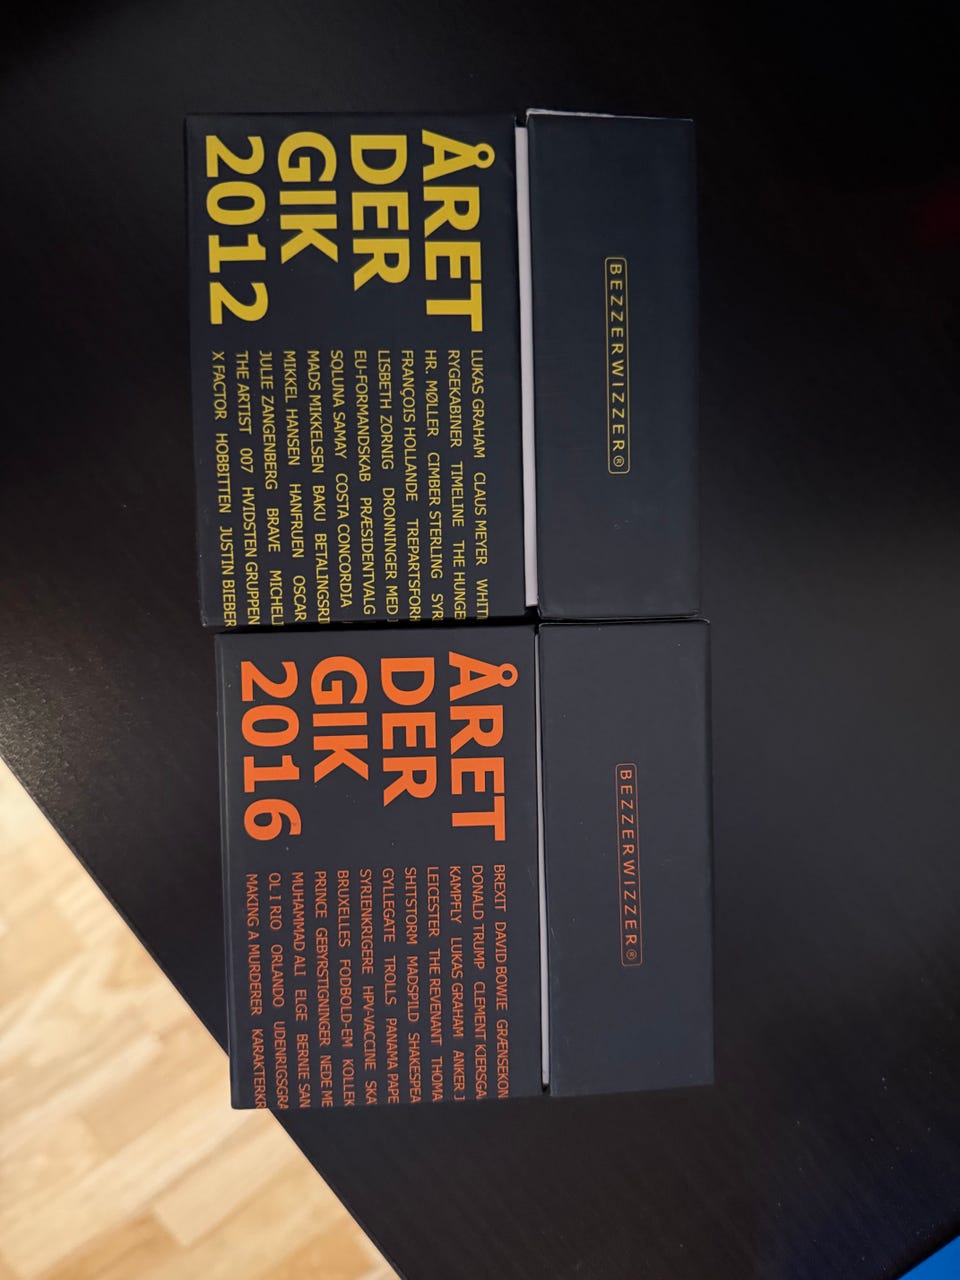 BEZZERWIZZER®
ÅRET
DER
GIK
2012
LUKAS GRAHAM CLAUS MEYER
RYGEKABINER TIMELINE THE
HR. MØLLER CIMBER STERLING
FRANÇOIS HOLLANDE
LISBETH ZORNIG DRONNINGER MED
EU-FORMANDSKAB PRÆSIDENTVALG
SOLUNA SAMAY COSTA CONCORDIA
MADS MIKKELSEN BAKU
MIKKEL HANSEN HANFRUEN OSCAR
JULIE ZANGENBERG BRAVE
THE ARTIST 007 HVIDSTEN GRUPPEN
X FACTOR HOBBITTEN JUSTIN BIEBER
BEZZERWIZZER®
ÅRET
DER
GIK
2016
BREXIT DAVID BOWIE
DONALD TRUMP CLEMENT
KAMPFLY LUKAS GRAHAM ANKER
LEICESTER THE REVENANT
SHITSTORM MADSPILD
GYLLEGATE TROLLS PANAMA
SYRIENKRIGERE HPV-VACCINE
BRUXELLES FODBOLD-EM
PRINCE GEBYRSTIGNINGER
MUHAMMAD ALI ELGE BERNIE
OL I RIO ORLANDO
MAKING A MURDERER